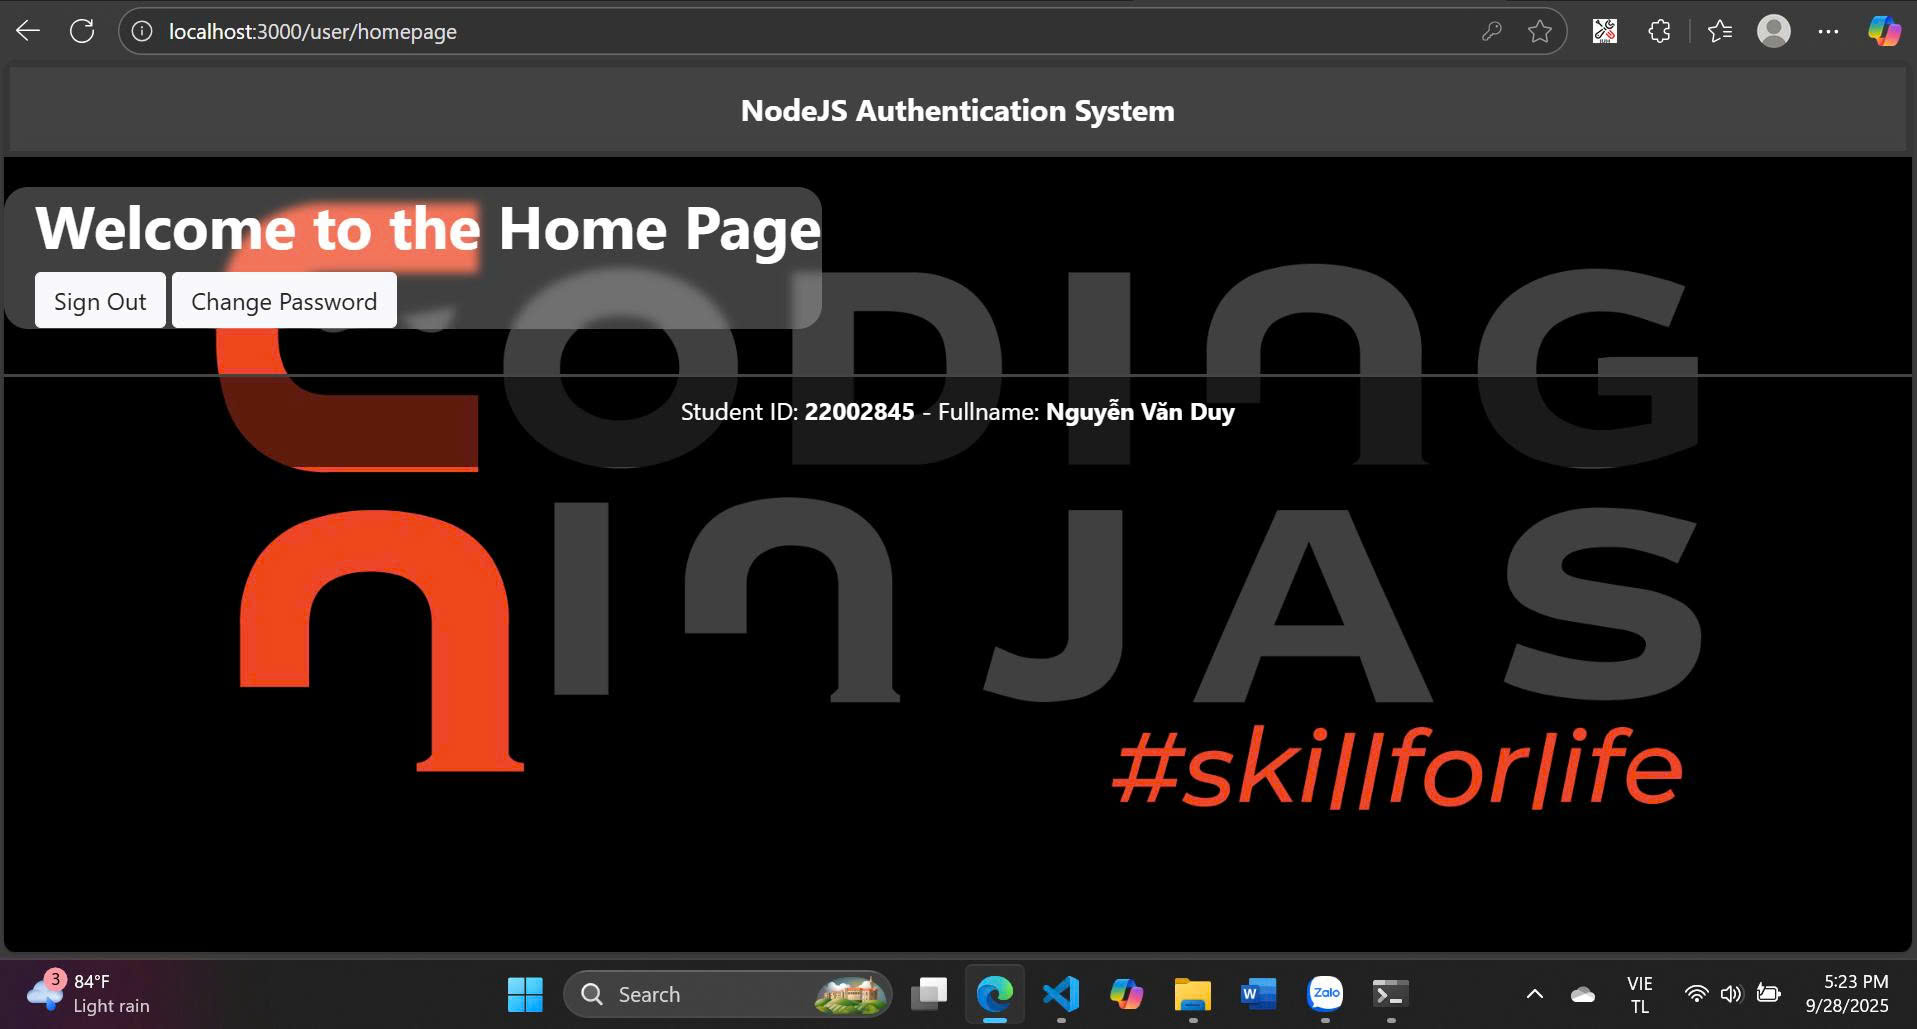 localhost:3000/user/homepage
NodeJS Authentication System
Welcome to the Home Page
Sign Out
Change Password
CODING
Student ID: 22002845 - Fullname: Nguyễn Văn Duy
NINJAS
#skillforlife
3
84°F
Light rain
Search
W
Zalo
VIE
TL
5:23 PM
9/28/2025